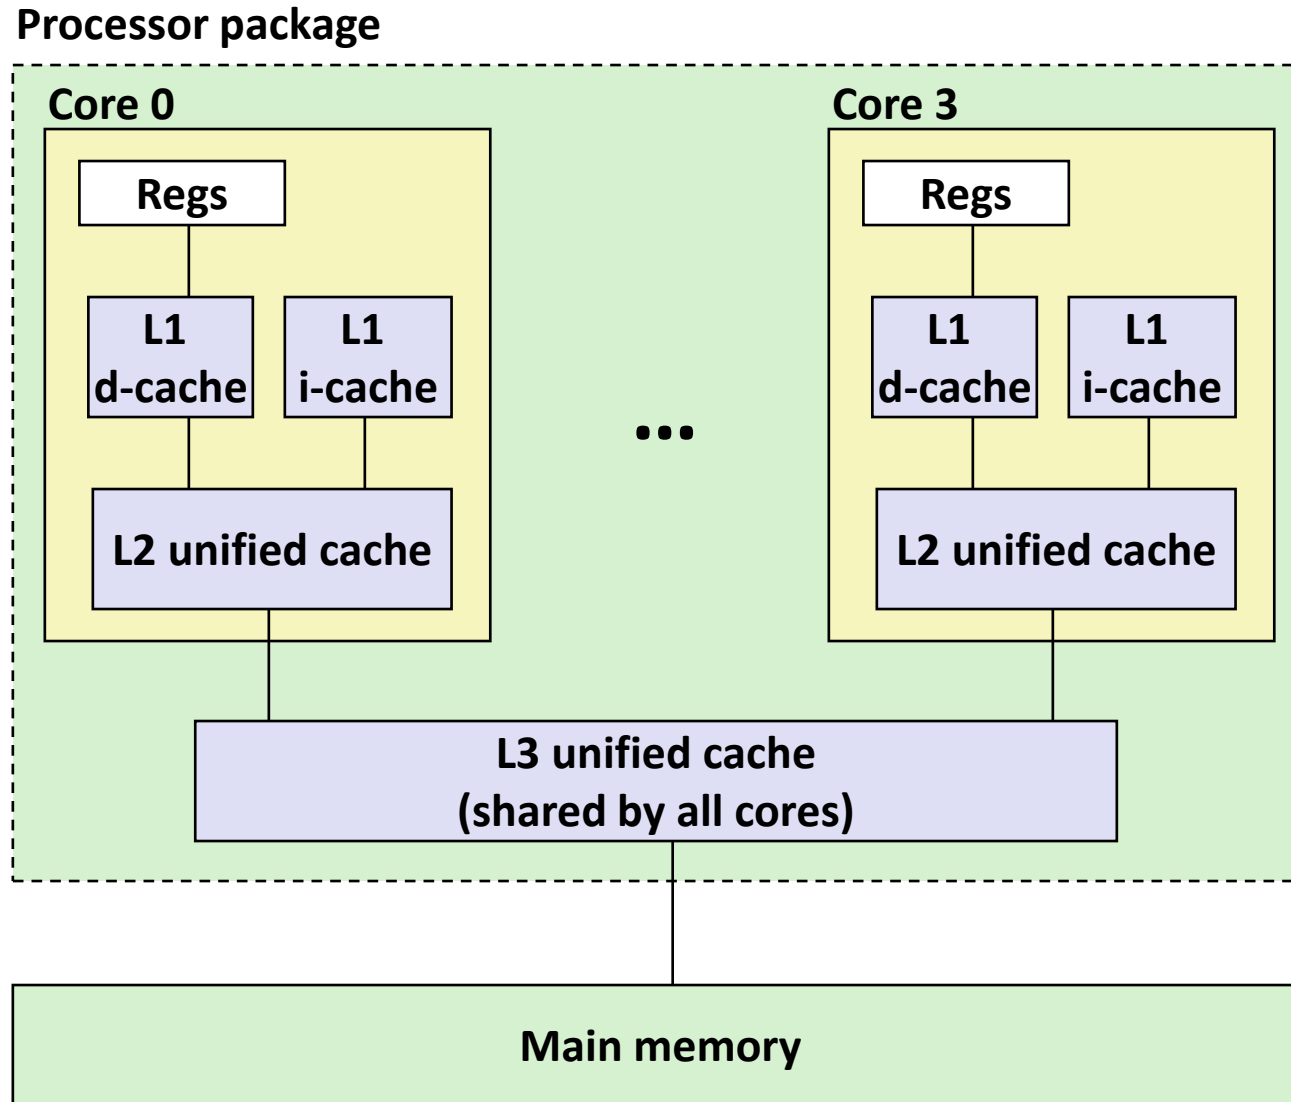 Processor package
Core 0
Regs
L1
d-cache
L1
i-cache
L2 unified cache
...
Core 3
Regs
L1
d-cache
L1
i-cache
L2 unified cache
L3 unified cache
(shared by all cores)
Main memory